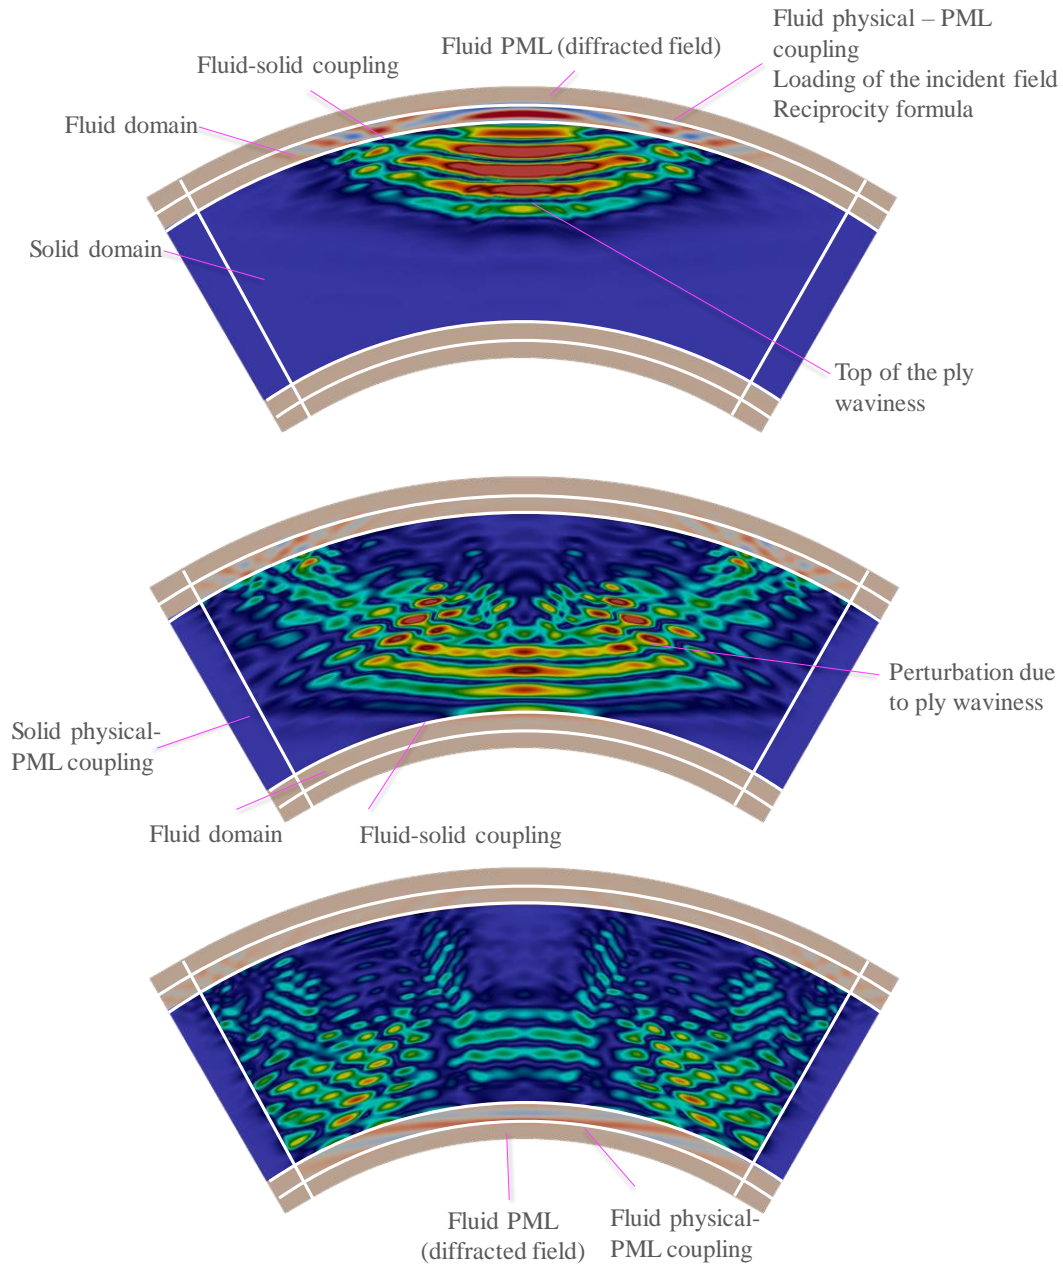 Fluid physical – PML
coupling
Loading of the incident field
Reciprocity formula
Fluid PML (diffracted field)
Fluid-solid coupling
Fluid domain
Solid domain
Top of the ply
waviness
Perturbation due
to ply waviness
Solid physical-
PML coupling
Fluid domain
Fluid-solid coupling
Fluid PML
(diffracted field)
Fluid physical-
PML coupling